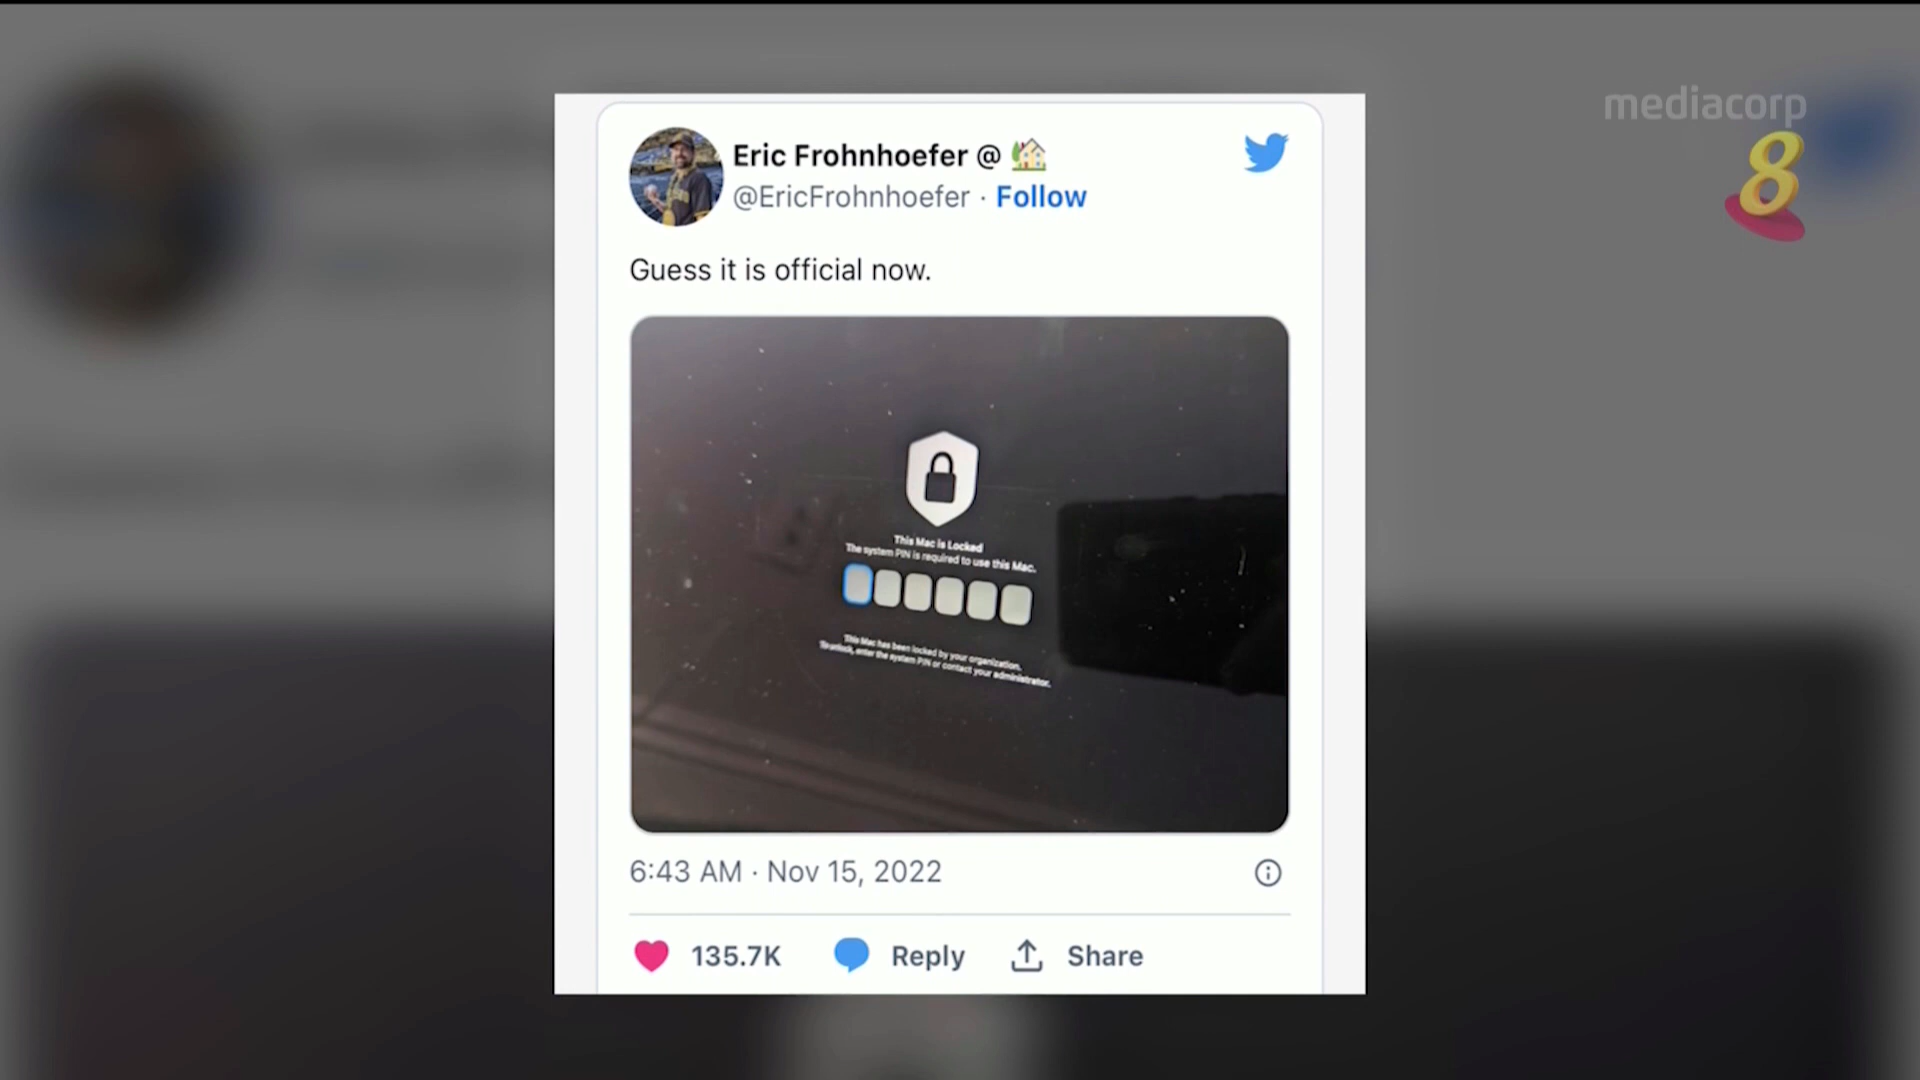 mediacorp
8
Eric Frohnhoefer @
@EricFrohnhoefer · Follow
Guess it is official now.
This Mac is Locked
The system PIN is required to use this Mac.
This Mac has been locked by your organization.
To unlock, enter the system PIN or contact your administrator.
6:43 AM · Nov 15, 2022
135.7K Reply Share